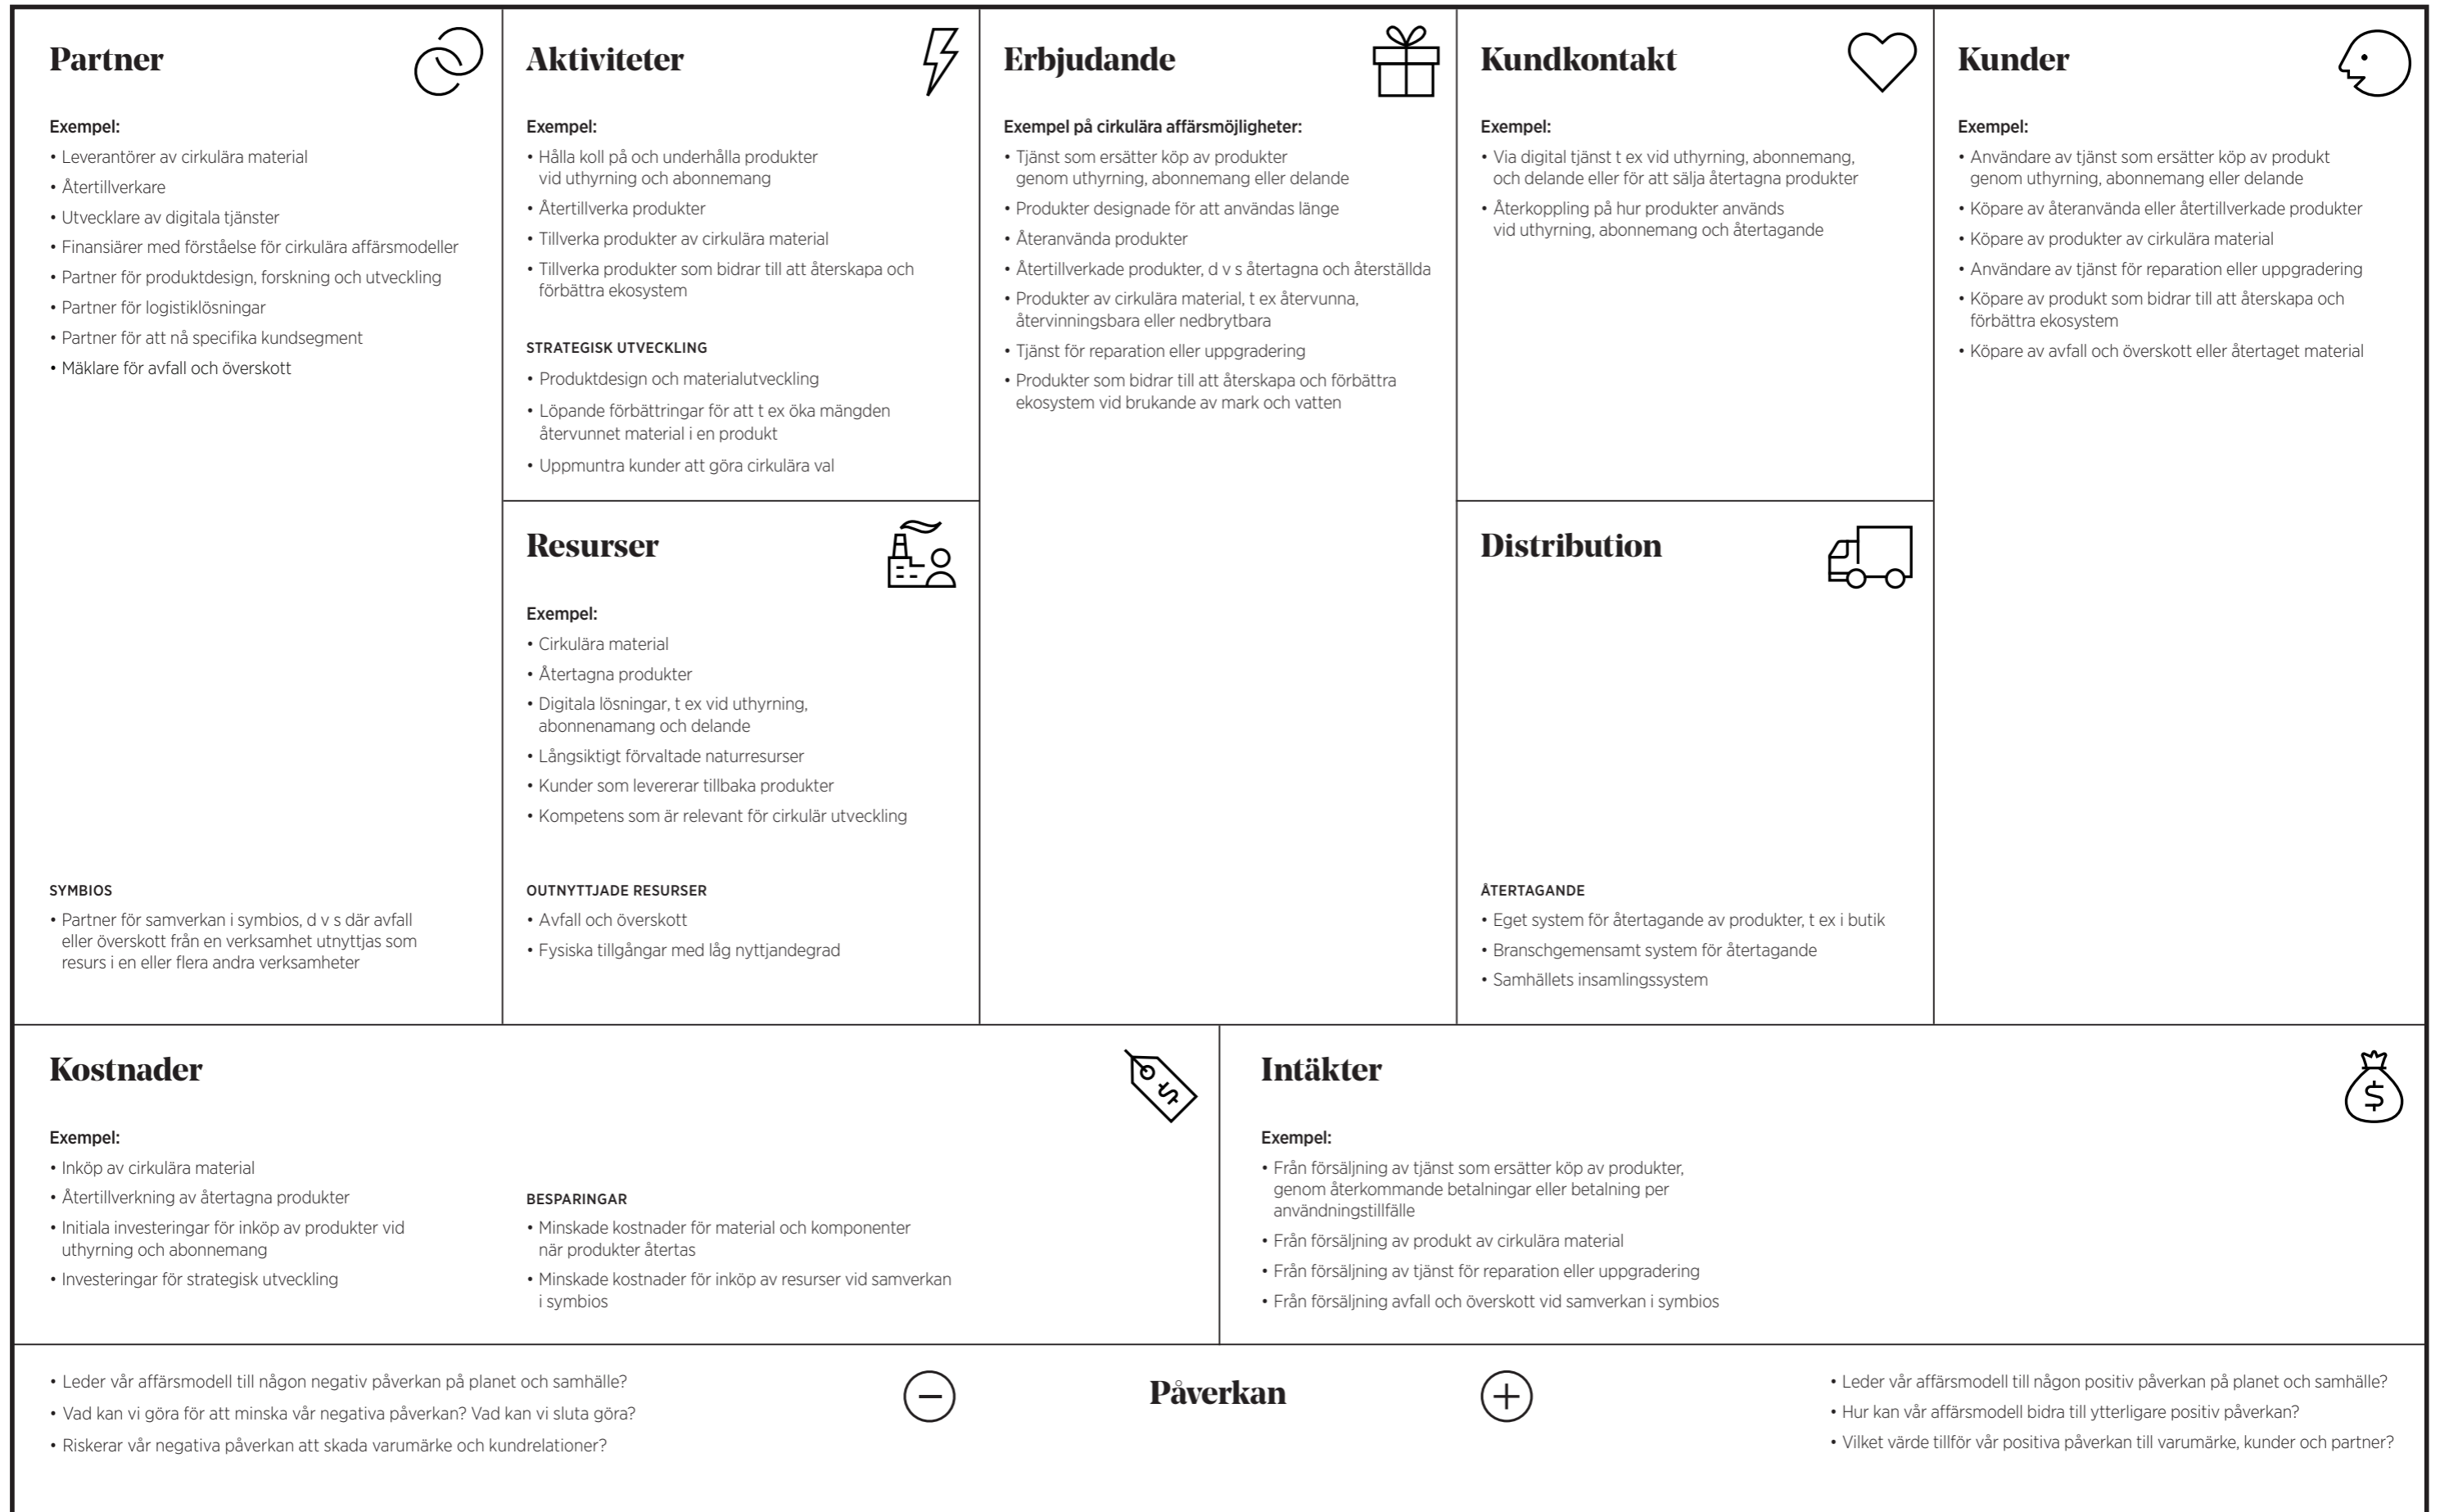 Partner
Exempel:
• Leverantörer av cirkulära material
• Återtillverkare
• Utvecklare av digitala tjänster
• Finansiärer med förståelse för cirkulära affärsmodeller
• Partner för produktdesign, forskning och utveckling
• Partner för logistiklösningar
• Partner för att nå specifika kundsegment
• Mäklare för avfall och överskott
SYMBIOS
• Partner för samverkan i symbios, d v s där avfall
eller överskott från en verksamhet utnyttjas som
resurs i en eller flera andra verksamheter
Aktiviteter
Exempel:
• Hålla koll på och underhålla produkter
vid uthyrning och abonnemang
• Återtillverka produkter
• Tillverka produkter av cirkulära material
• Tillverka produkter som bidrar till att återskapa och
förbättra ekosystem
STRATEGISK UTVECKLING
• Produktdesign och materialutveckling
• Löpande förbättringar för att t ex öka mängden
återvunnet material i en produkt
• Uppmuntra kunder att göra cirkulära val
Resurser
Exempel:
• Cirkulära material
• Återtagna produkter
• Digitala lösningar, t ex vid uthyrning,
abonnenamang och delande
• Långsiktigt förvaltade naturresurser
• Kunder som levererar tillbaka produkter
• Kompetens som är relevant för cirkulär utveckling
OUTNYTTJADE RESURSER
• Avfall och överskott
• Fysiska tillgångar med låg nyttjandegrad
Erbjudande
Exempel på cirkulära affärsmöjligheter:
• Tjänst som ersätter köp av produkter
genom uthyrning, abonnemang eller delande
• Produkter designade för att användas länge
• Återanvända produkter
• Återtillverkade produkter, d v s återtagna och återställda
• Produkter av cirkulära material, t ex återvunna,
återvinningsbara eller nedbrytbara
• Tjänst för reparation eller uppgradering
• Produkter som bidrar till att återskapa och förbättra
ekosystem vid brukande av mark och vatten
Kundkontakt
Exempel:
• Via digital tjänst t ex vid uthyrning, abonnemang,
och delande eller för att sälja återtagna produkter
• Återkoppling på hur produkter används
vid uthyrning, abonnemang och återtagande
Distribution
ÅTERTAGANDE
• Eget system för återtagande av produkter, t ex i butik
• Branschgemensamt system för återtagande
• Samhällets insamlingssystem
Kunder
Exempel:
• Användare av tjänst som ersätter köp av produkt
genom uthyrning, abonnemang eller delande
• Köpare av återanvända eller återtillverkade produkter
• Köpare av produkter av cirkulära material
• Användare av tjänst för reparation eller uppgradering
• Köpare av produkt som bidrar till att återskapa och
förbättra ekosystem
• Köpare av avfall och överskott eller återtaget material
Kostnader
Exempel:
• Inköp av cirkulära material
• Återtillverkning av återtagna produkter
• Initiala investeringar för inköp av produkter vid
uthyrning och abonnemang
• Investeringar för strategisk utveckling
BESPARINGAR
• Minskade kostnader för material och komponenter
när produkter återtas
• Minskade kostnader för inköp av resurser vid samverkan
i symbios
$
Intäkter
Exempel:
• Från försäljning av tjänst som ersätter köp av produkter,
genom återkommande betalningar eller betalning per
användningstillfälle
• Från försäljning av produkt av cirkulära material
• Från försäljning av tjänst för reparation eller uppgradering
• Från försäljning avfall och överskott vid samverkan i symbios
$
• Leder vår affärsmodell till någon negativ påverkan på planet och samhälle?
• Vad kan vi göra för att minska vår negativa påverkan? Vad kan vi sluta göra?
• Riskerar vår negativa påverkan att skada varumärke och kundrelationer?
Påverkan
• Leder vår affärsmodell till någon positiv påverkan på planet och samhälle?
• Hur kan vår affärsmodell bidra till ytterligare positiv påverkan?
• Vilket värde tillför vår positiva påverkan till varumärke, kunder och partner?